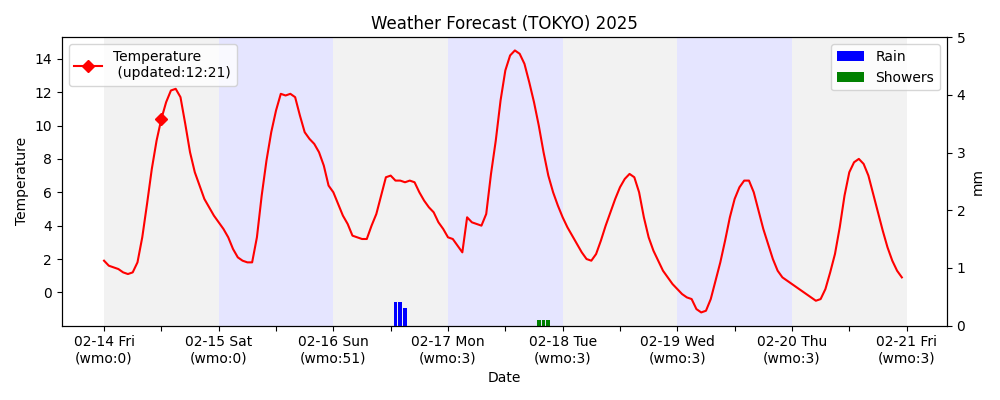 Weather Forecast (TOKYO) 2025
Temperature
(updated:12:21)
Rain
Showers
Temperature
14
12
10
8
6
4
2
0
5
4
3
2
1
0
mm
02-14 Fri
(wmo:0)
02-15 Sat
(wmo:0)
02-16 Sun
(wmo:51)
02-17 Mon
(wmo:3)
02-18 Tue
(wmo:3)
02-19 Wed
(wmo:3)
02-20 Thu
(wmo:3)
02-21 Fri
(wmo:3)
Date